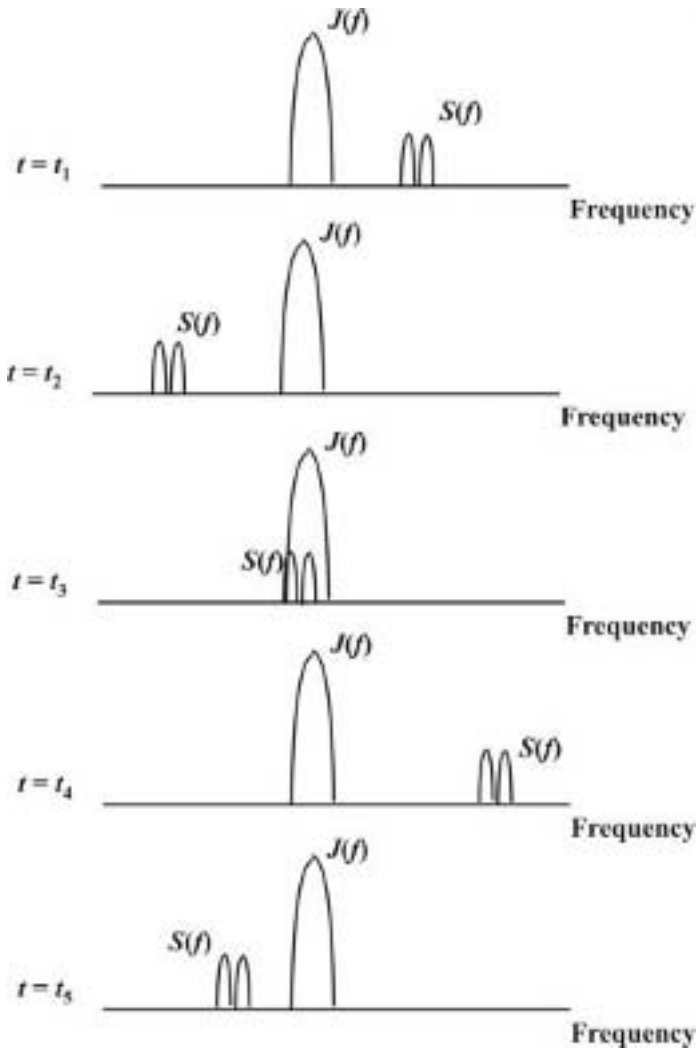 J(f)
S(f)
t = t₁
Frequency
J(f)
S(f)
t = t₂
Frequency
J(f)
S(f)
t = t₃
Frequency
J(f)
S(f)
t = t₄
Frequency
J(f)
S(f)
t = t₅
Frequency